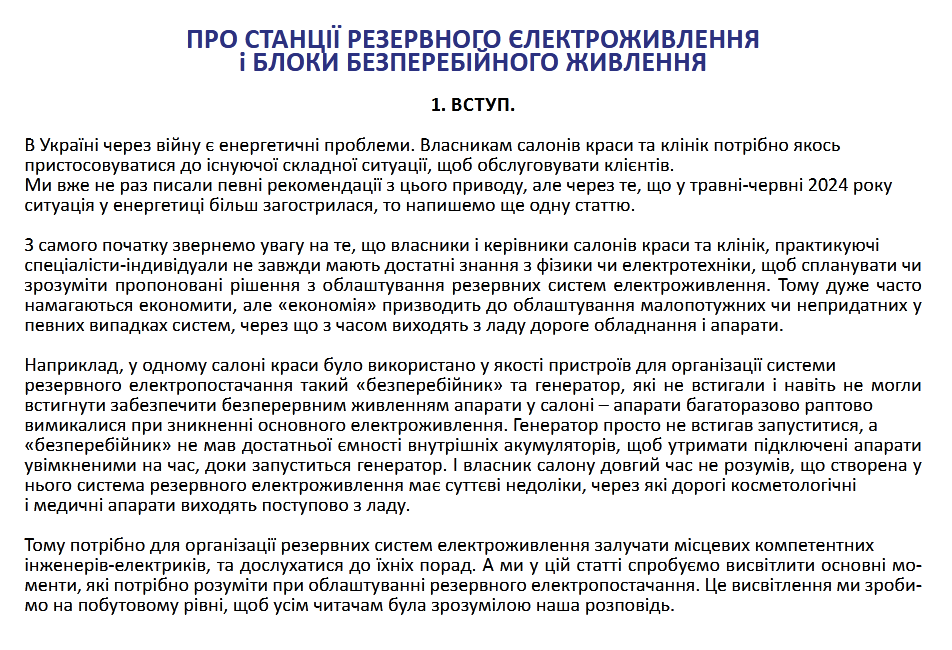 ПРО СТАНЦІЇ РЕЗЕРВНОГО ЄЛЕКТРОЖИВЛЕННЯ
і БЛОКИ БЕЗПЕРЕБІЙНОГО ЖИВЛЕННЯ
1. ВСТУП.
В Україні через війну є енергетичні проблеми. Власникам салонів краси та клінік потрібно якось
пристосовуватися до існуючої складної ситуації, щоб обслуговувати клієнтів.
Ми вже не раз писали певні рекомендації з цього приводу, але через те, що у травні-червні 2024 року
ситуація у енергетиці більш загострилася, то напишемо ще одну статтю.
З самого початку звернемо увагу на те, що власники і керівники салонів краси та клінік, практикуючі
спеціалісти-індивідуали не завжди мають достатні знання з фізики чи електротехніки, щоб спланувати чи
зрозуміти пропоновані рішення з облаштування резервних систем електроживлення. Тому дуже часто
намагаються економити, але «економія» призводить до облаштування малопотужних чи непридатних у
певних випадках систем, через що з часом виходять з ладу дороге обладнання і апарати.
Наприклад, у одному салоні краси було використано у якості пристроїв для організації системи
резервного електропостачання такий «безперебійник» та генератор, які не встигали і навіть не могли
встигнути забезпечити безперервним живленням апарати у салоні – апарати багаторазово раптово
вимикалися при зникненні основного електроживлення. Генератор просто не встигав запуститися, а
«безперебійник» не мав достатньої ємності внутрішніх акумуляторів, щоб утримати підключені апарати
увімкненими на час, доки запуститься генератор. І власник салону довгий час не розумів, що створена у
нього система резервного електроживлення має суттєві недоліки, через які дорогі косметологічні
і медичні апарати виходять поступово з ладу.
Тому потрібно для організації резервних систем електроживлення залучати місцевих компетентних
інженерів-електриків, та дослухатися до їхніх порад. А ми у цій статті спробуємо висвітлити основні мо-
менти, які потрібно розуміти при облаштуванні резервного електропостачання. Це висвітлення ми зроби-
мо на побутовому рівні, щоб усім читачам була зрозумілою наша розповідь.